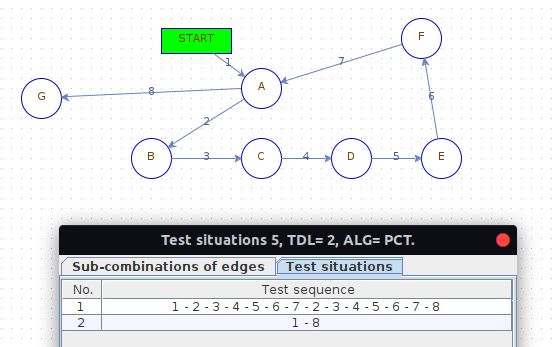 F
START
7
1
A
8
G
6
2
B
3
C
4
D
5
E
Test situations 5, TDL= 2, ALG= PCT.
Sub-combinations of edges
Test situations
No.
Test sequence
1
1 - 2 - 3 - 4 - 5 - 6 - 7 - 2 - 3 - 4 - 5 - 6 - 7 - 8
2
1 - 8